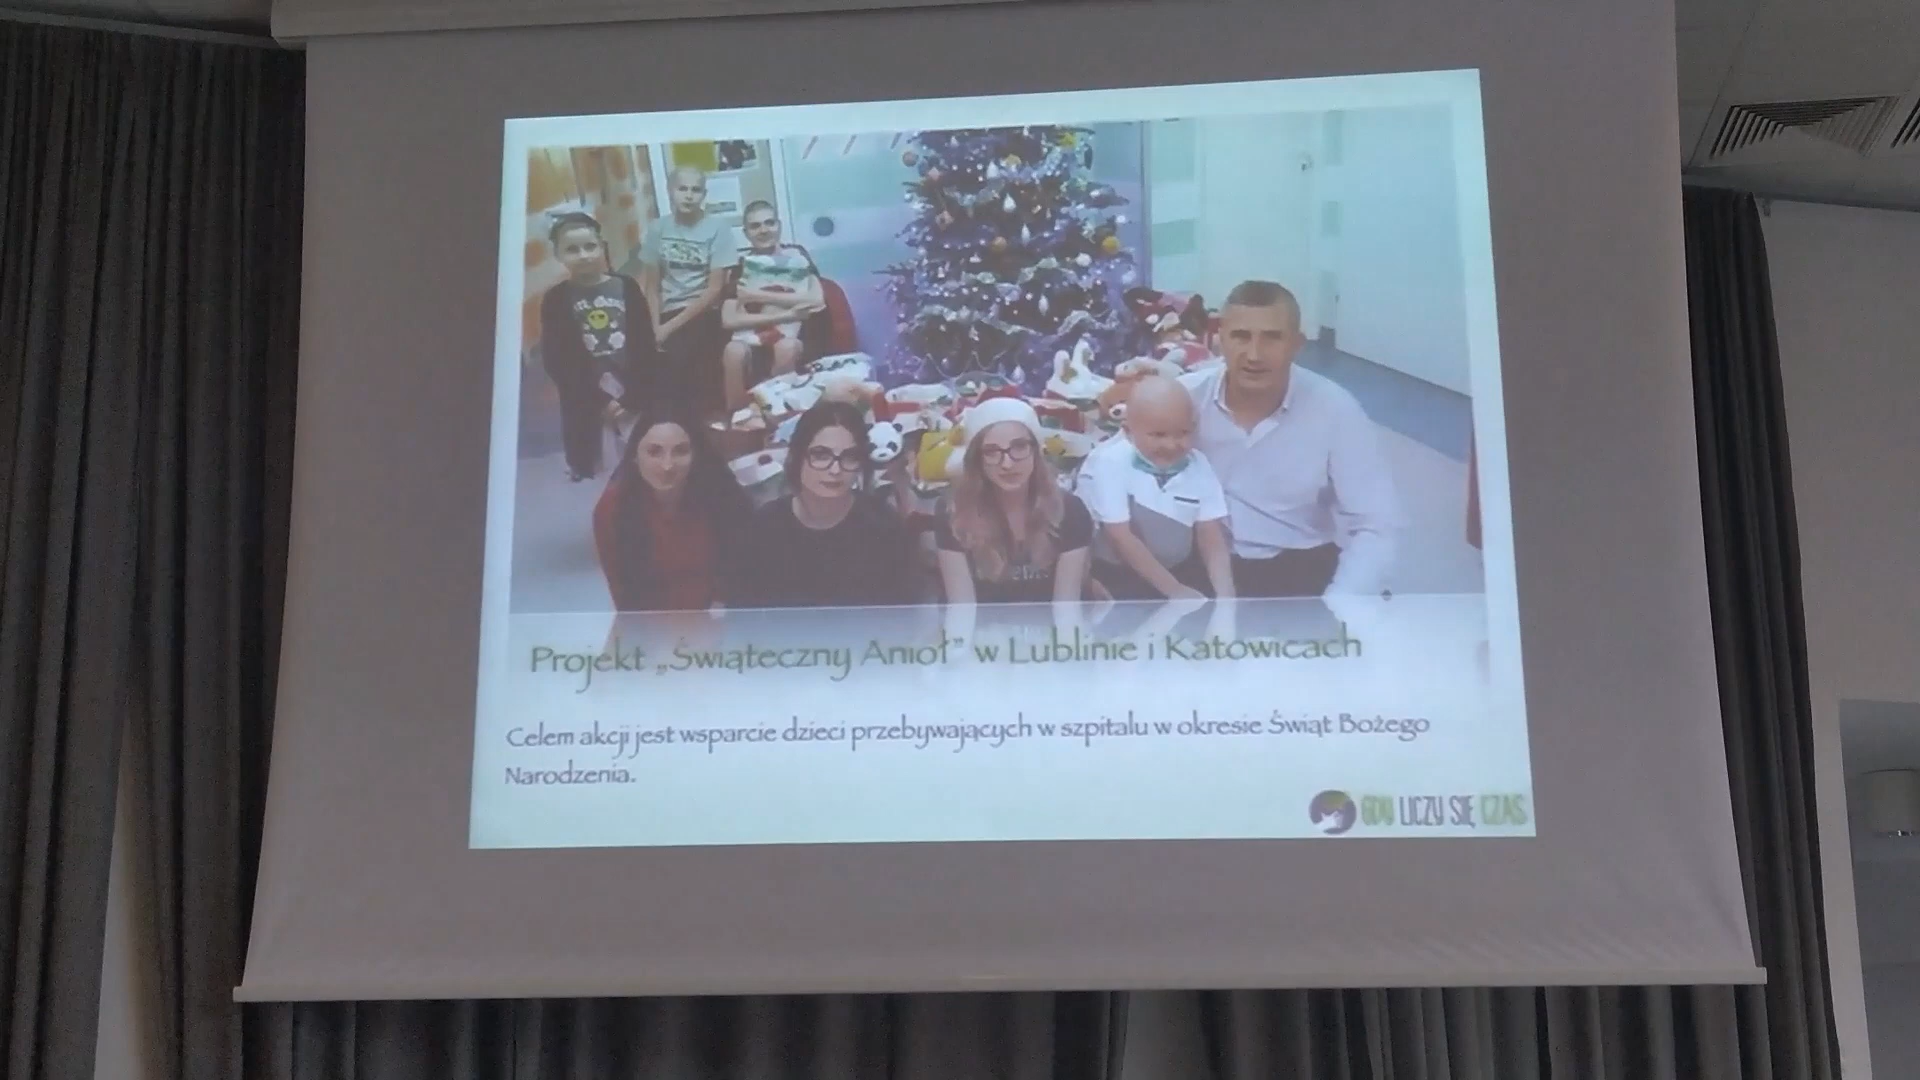 Projekt „Świąteczny Anioł” w Lublinie i Katowicach
Celem akcji jest wsparcie dzieci przebywających w szpitalu w okresie Świąt Bożego
Narodzenia.
GDY LICZY SIĘ CZAS